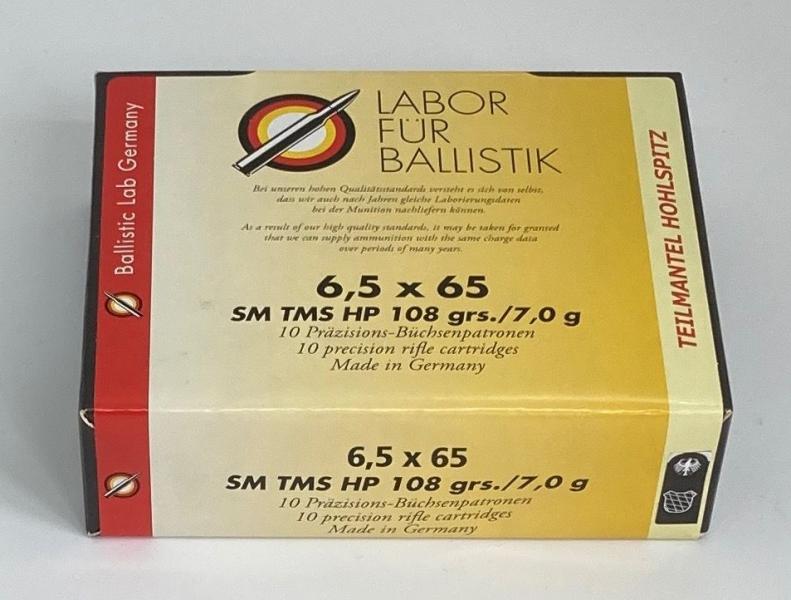 Ballistic Lab Germany
LABOR
FÜR
BALLISTIK
Bei unseren hohen Qualitätsstandards versteht es sich von selbst,
dass wir auch nach Jahren gleiche Laborierungsdaten
bei der Munition nachliefern können.
As a result of our high quality standards, it may be taken for granted
that we can supply ammunition with the same charge data
over periods of many years.
6,5 x 65
SM TMS HP 108 grs./7,0 g
10 Präzisions-Büchsenpatronen
10 precision rifle cartridges
Made in Germany
TEILMANTEL HOHLSPITZ
6,5 x 65
SM TMS HP 108 grs./7,0 g
10 Präzisions-Büchsenpatronen
10 precision rifle cartridges
Made in Germany